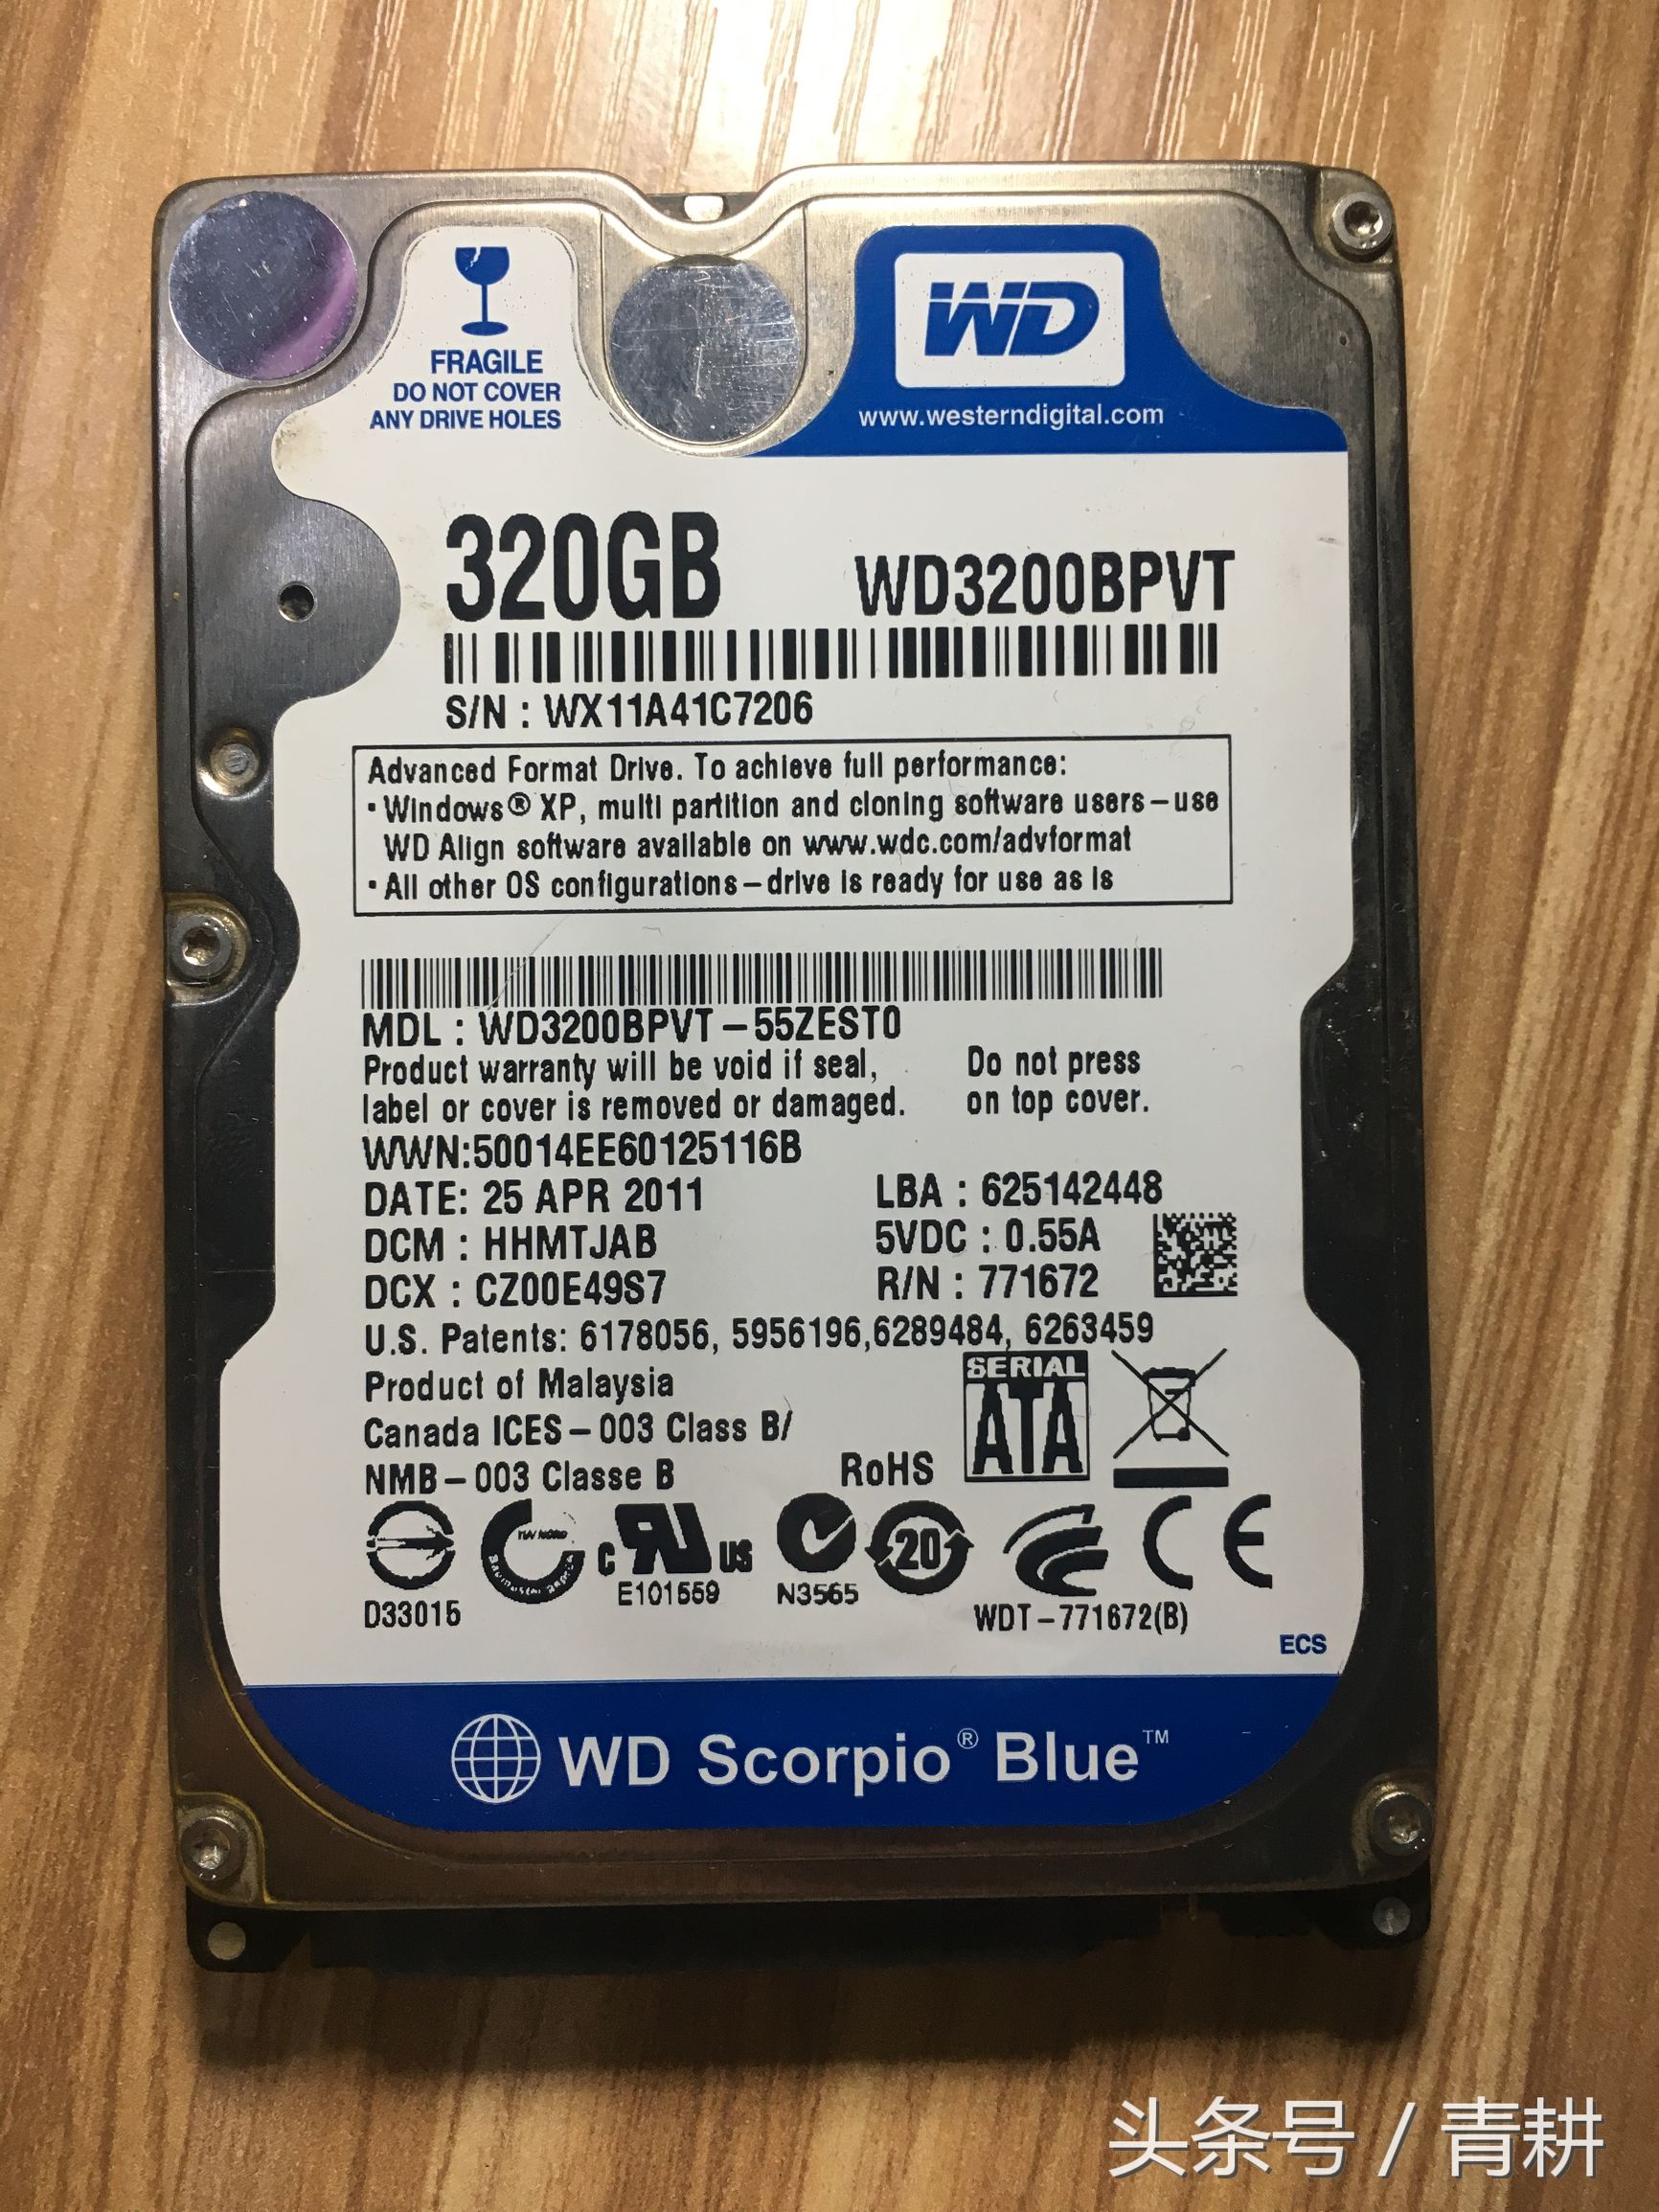 FRAGILE
DO NOT COVER
ANY DRIVE HOLES
WD
www.westerndigital.com
320GB WD3200BPVT
S/N : WX11A41C7206
Advanced Format Drive. To achieve full performance:
• Windows® XP, multi partition and cloning software users – use
WD Align software available on www.wdc.com/advformat
• All other OS configurations – drive is ready for use as is
MDL : WD3200BPVT – 55ZEST0
Product warranty will be void if seal, Do not press
label or cover is removed or damaged. on top cover.
WWN:50014EE60125116B
DATE: 25 APR 2011 LBA : 625142448
DCM : HHMTJAB 5VDC : 0.55A
DCX : CZ00E49S7 R/N : 771672
U.S. Patents: 6178056, 5956196,6289484, 6263459
Product of Malaysia SERIAL
ATA
Canada ICES – 003 Class B/
NMB – 003 Classe B RoHS
TUV NORD
C US 20 CE
E101559 N3565
D33015 WDT – 771672(B)
ECS
WD Scorpio® Blue™
头条号 / 青耕